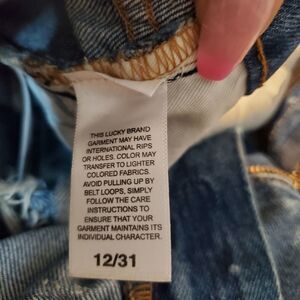 THIS LUCKY BRAND
GARMENT MAY HAVE
INTERNATIONAL RIPS
OR HOLES. COLOR MAY
TRANSFER TO LIGHTER
COLORED FABRICS.
AVOID PULLING UP BY
BELT LOOPS, SIMPLY
FOLLOW THE CARE
INSTRUCTIONS TO
ENSURE THAT YOUR
GARMENT MAINTAINS ITS
INDIVIDUAL CHARACTER.
12/31